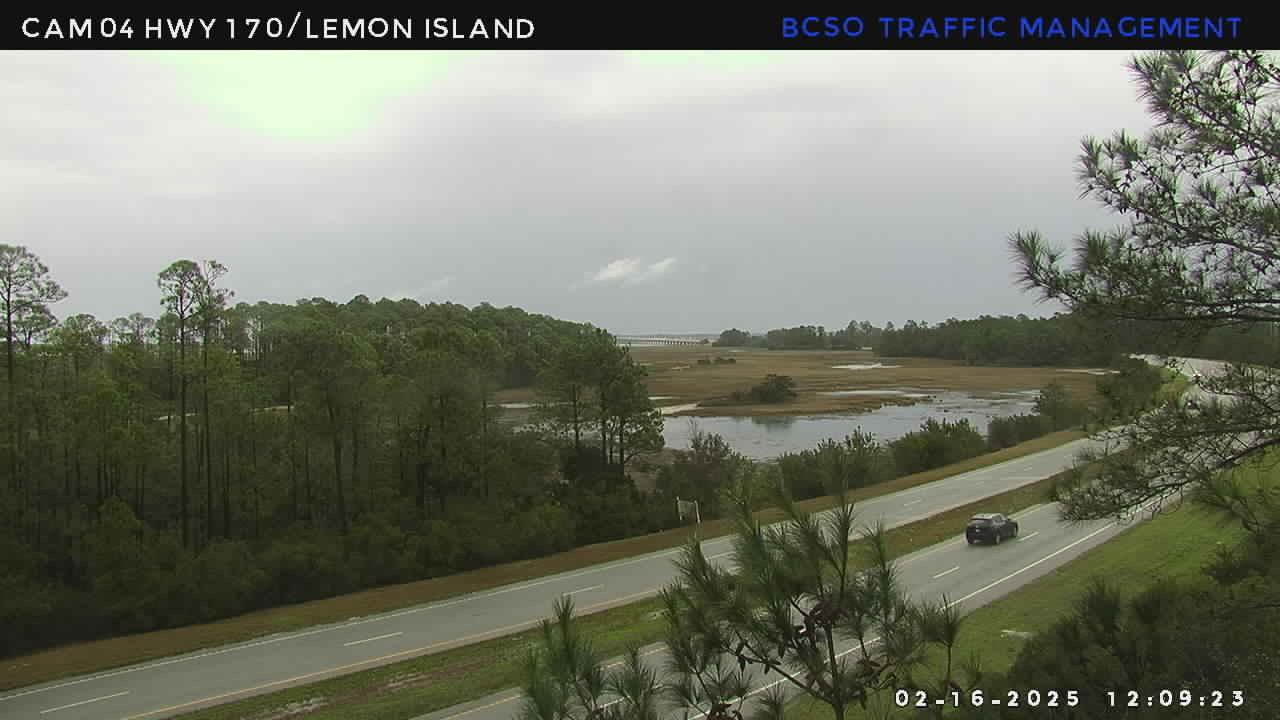 CAM04 HWY 170/LEMON ISLAND
BCSO TRAFFIC MANAGEMENT
02-16-2025 12:09:23